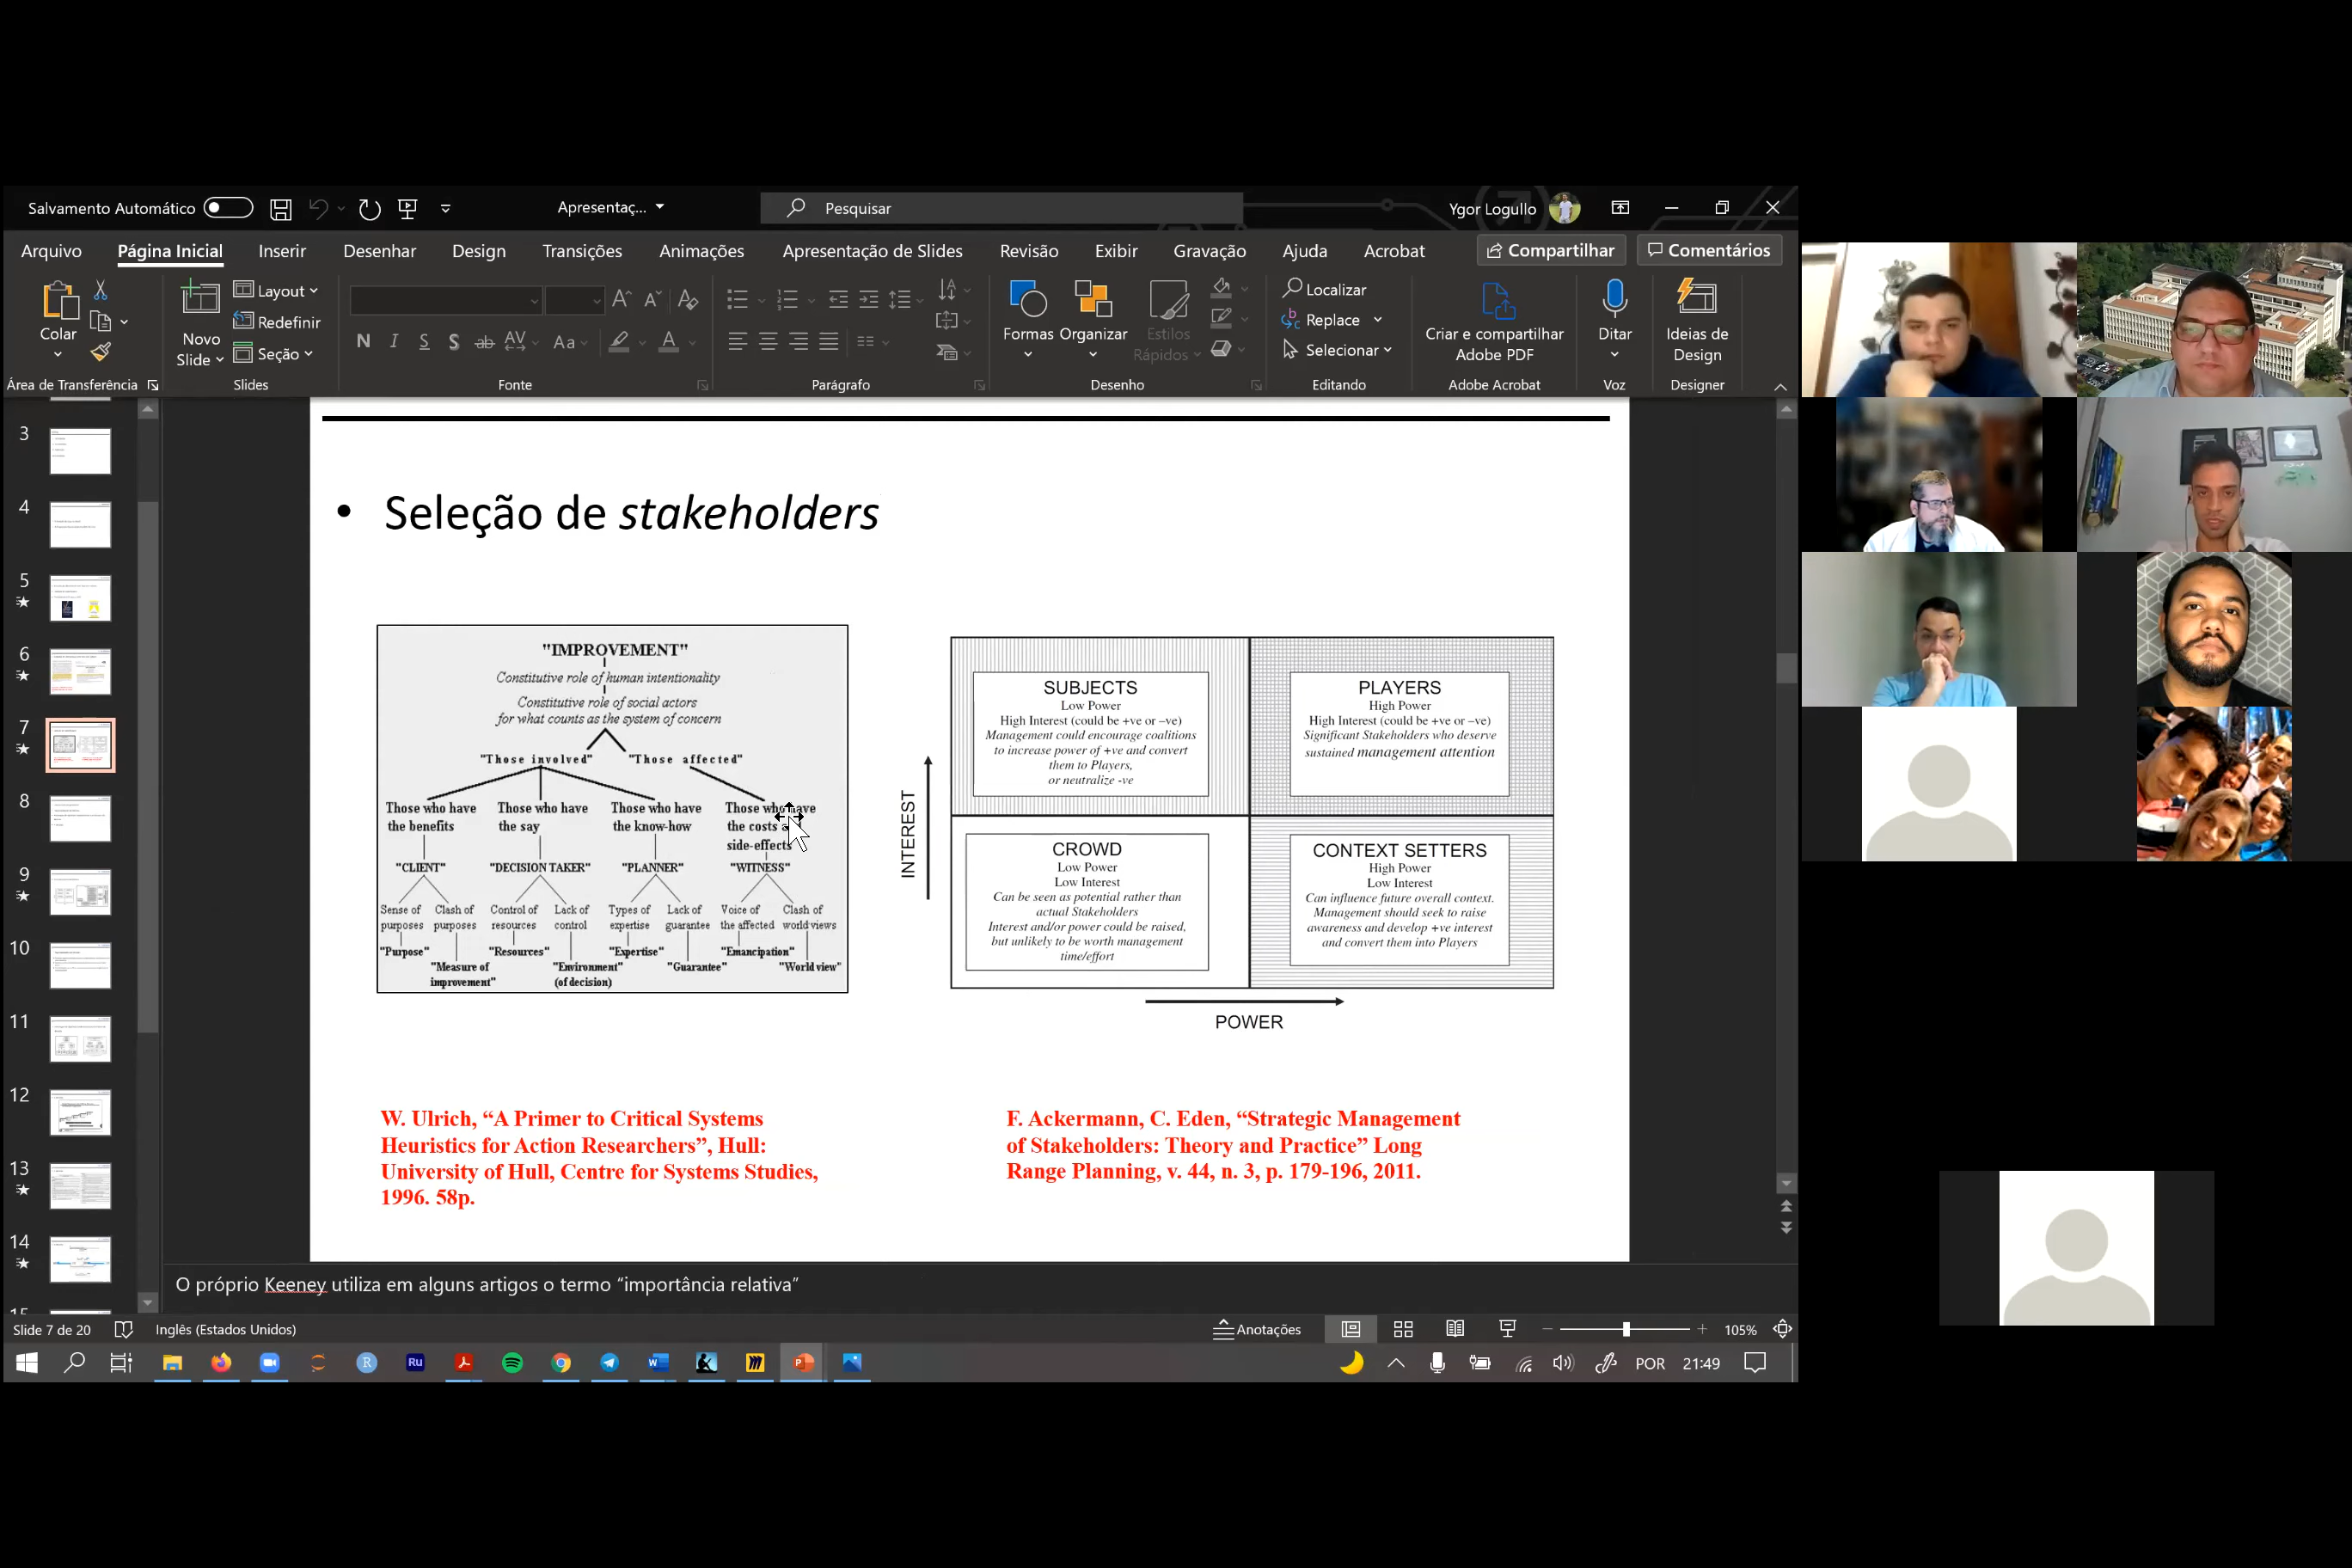 Salvamento Automático
Apresentaç...
Pesquisar
Ygor Logullo
Arquivo
Página Inicial
Inserir
Desenhar
Design
Transições
Animações
Apresentação de Slides
Revisão
Exibir
Gravação
Ajuda
Acrobat
Compartilhar
Comentários
Colar
Área de Transferência
Novo
Slide
Layout
Redefinir
Seção
Slides
N I S S ab AV Aa A
Fonte
Parágrafo
Formas
Organizar
Estilos
Rápidos
Desenho
Localizar
Replace
Selecionar
Editando
Criar e compartilhar
Adobe PDF
Adobe Acrobat
Ditar
Voz
Ideias de
Design
Designer
3
4
5
6
7
8
9
10
11
12
13
14
• Seleção de stakeholders
"IMPROVEMENT"
Constitutive role of human intentionality
Constitutive role of social actors
for what counts as the system of concern
"Those involved" "Those affected"
Those who have
the benefits
Those who have
the say
Those who have
the know-how
Those who have
the costs
side-effects
"CLIENT"
"DECISION TAKER"
"PLANNER"
"WITNESS"
Sense of
purposes
Clash of
purposes
Control of
resources
Lack of
control
Types of
expertise
Lack of
guarantee
Voice of
the affected
Clash of
world views
"Purpose"
"Measure of
improvement"
"Resources"
"Environment"
(of decision)
"Expertise"
"Guarantee"
"Emancipation"
"World view"
INTEREST
SUBJECTS
Low Power
High Interest (could be +ve or –ve)
Management could encourage coalitions
to increase power of +ve and convert
them to Players,
or neutralize -ve
PLAYERS
High Power
High Interest (could be +ve or –ve)
Significant Stakeholders who deserve
sustained management attention
CROWD
Low Power
Low Interest
Can be seen as potential rather than
actual Stakeholders
Interest and/or power could be raised,
but unlikely to be worth management
time/effort
CONTEXT SETTERS
High Power
Low Interest
Can influence future overall context.
Management should seek to raise
awareness and develop +ve interest
and convert them into Players
POWER
W. Ulrich, “A Primer to Critical Systems
Heuristics for Action Researchers”, Hull:
University of Hull, Centre for Systems Studies,
1996. 58p.
F. Ackermann, C. Eden, “Strategic Management
of Stakeholders: Theory and Practice” Long
Range Planning, v. 44, n. 3, p. 179-196, 2011.
O próprio Keeney utiliza em alguns artigos o termo “importância relativa”
Slide 7 de 20
Inglês (Estados Unidos)
Anotações
105%
R
Ru
POR
21:49